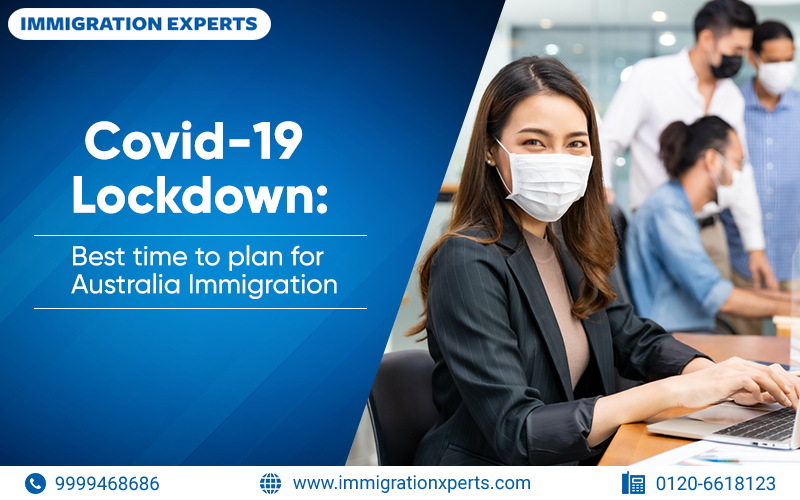 IMMIGRATION EXPERTS
Covid-19
Lockdown:
Best time to plan for
Australia Immigration
9999468686
www.immigrationxperts.com
0120-6618123